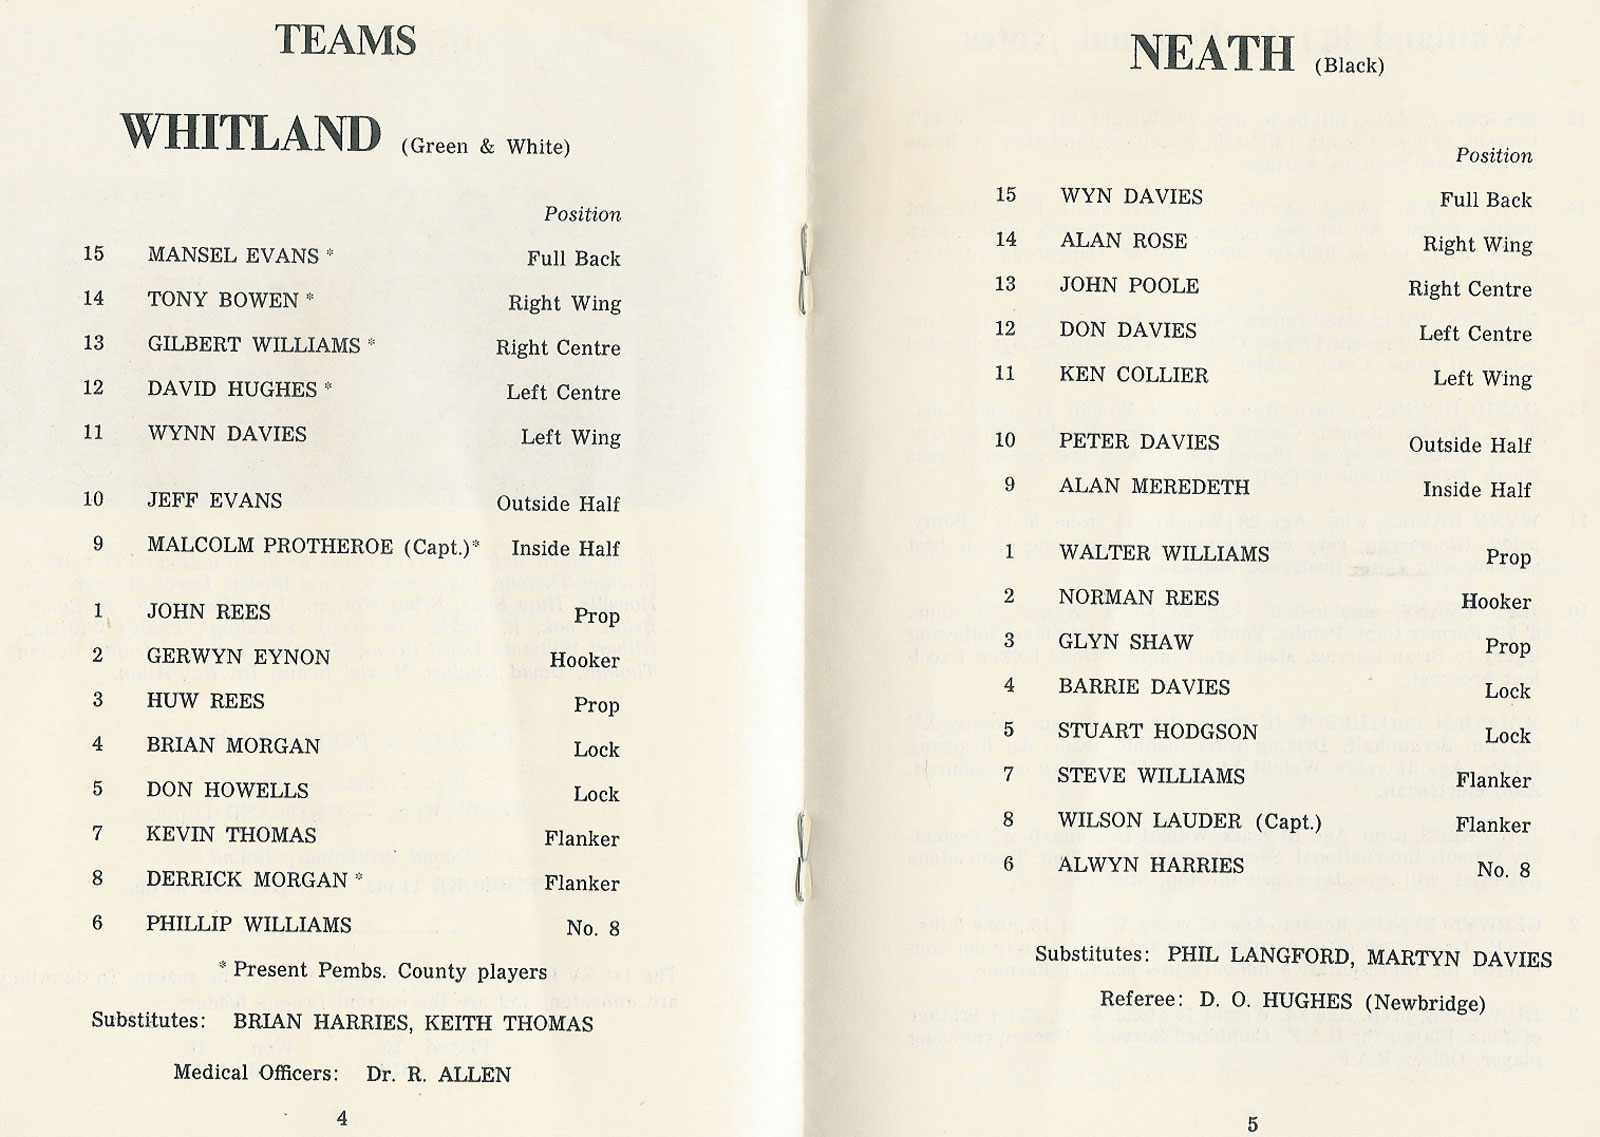 TEAMS
WHITLAND (Green & White)
Position
15 MANSEL EVANS * Full Back
14 TONY BOWEN * Right Wing
13 GILBERT WILLIAMS * Right Centre
12 DAVID HUGHES * Left Centre
11 WYNN DAVIES Left Wing
10 JEFF EVANS Outside Half
9 MALCOLM PROTHEROE (Capt.)* Inside Half
1 JOHN REES Prop
2 GERWYN EYNON Hooker
3 HUW REES Prop
4 BRIAN MORGAN Lock
5 DON HOWELLS Lock
7 KEVIN THOMAS Flanker
8 DERRICK MORGAN * Flanker
6 PHILLIP WILLIAMS No. 8
* Present Pembs. County players
Substitutes: BRIAN HARRIES, KEITH THOMAS
Medical Officers: Dr. R. ALLEN
4
NEATH (Black)
Position
15 WYN DAVIES Full Back
14 ALAN ROSE Right Wing
13 JOHN POOLE Right Centre
12 DON DAVIES Left Centre
11 KEN COLLIER Left Wing
10 PETER DAVIES Outside Half
9 ALAN MEREDETH Inside Half
1 WALTER WILLIAMS Prop
2 NORMAN REES Hooker
3 GLYN SHAW Prop
4 BARRIE DAVIES Lock
5 STUART HODGSON Lock
7 STEVE WILLIAMS Flanker
8 WILSON LAUDER (Capt.) Flanker
6 ALWYN HARRIES No. 8
Substitutes: PHIL LANGFORD, MARTYN DAVIES
Referee: D. O. HUGHES (Newbridge)
5